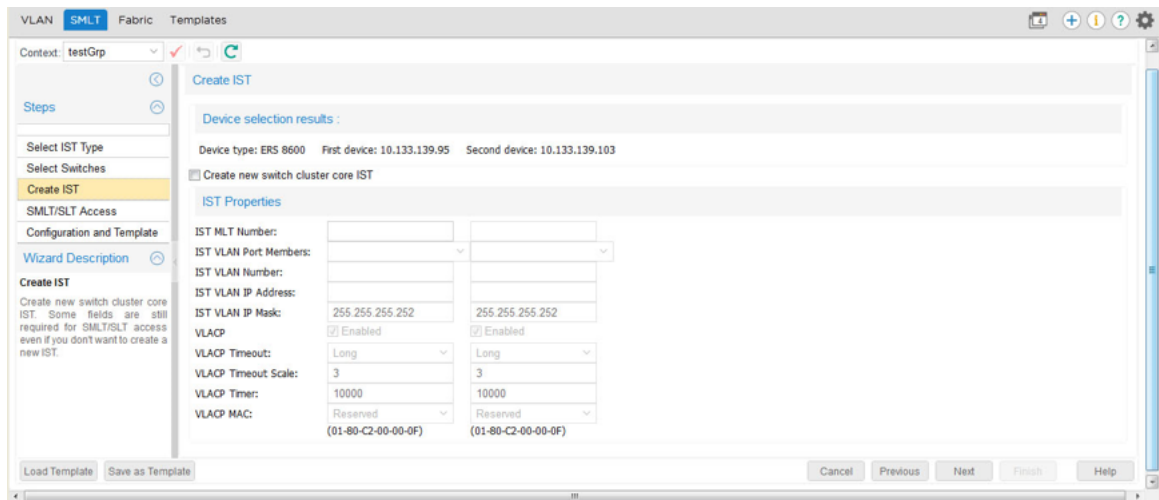 VLAN SMLT Fabric Templates
4 + ! ?
Context: testGrp
Create IST
Steps
Select IST Type
Select Switches
Create IST
SMLT/SLT Access
Configuration and Template
Wizard Description
Create IST
Create new switch cluster core
IST. Some fields are still
required for SMLT/SLT access
even if you don't want to create a
new IST.
Device selection results :
Device type: ERS 8600 First device: 10.133.139.95 Second device: 10.133.139.103
Create new switch cluster core IST
IST Properties
IST MLT Number:
IST VLAN Port Members:
IST VLAN Number:
IST VLAN IP Address:
IST VLAN IP Mask: 255.255.255.252 255.255.255.252
VLACP Enabled Enabled
VLACP Timeout: Long Long
VLACP Timeout Scale: 3 3
VLACP Timer: 10000 10000
VLACP MAC: Reserved Reserved
(01-80-C2-00-00-0F) (01-80-C2-00-00-0F)
Load Template Save as Template Cancel Previous Next Finish Help